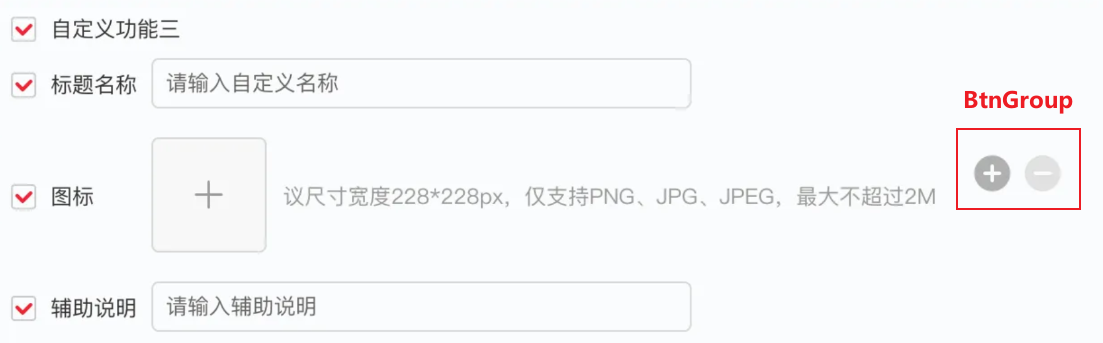 自定义功能三
标题名称 请输入自定义名称
BtnGroup
图标 议尺寸宽度228*228px，仅支持PNG、JPG、JPEG，最大不超过2M
辅助说明 请输入辅助说明